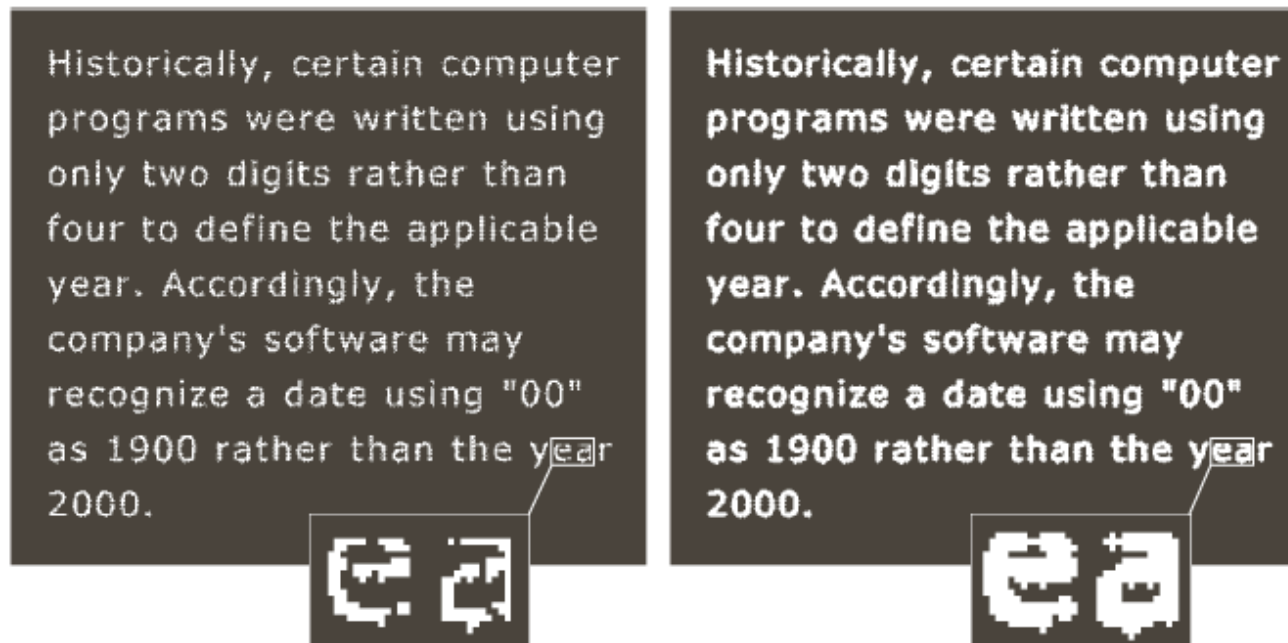 Historically, certain computer
programs were written using
only two digits rather than
four to define the applicable
year. Accordingly, the
company's software may
recognize a date using "00"
as 1900 rather than the year
2000.
ea
Historically, certain computer
programs were written using
only two digits rather than
four to define the applicable
year. Accordingly, the
company's software may
recognize a date using "00"
as 1900 rather than the year
2000.
ea